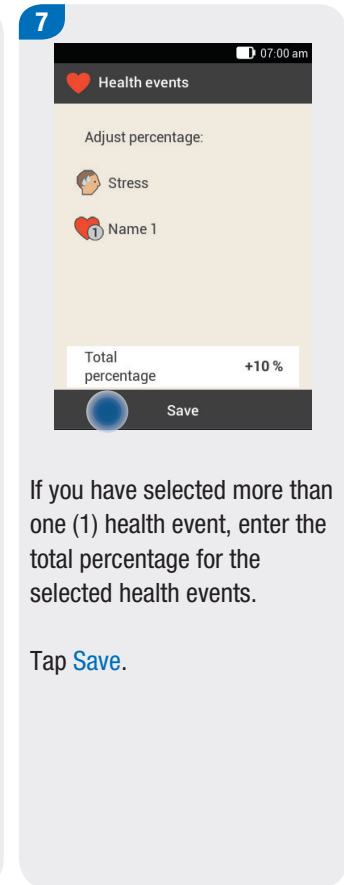 7
07:00 am
Health events
Adjust percentage:
Stress
1
Name 1
Total
percentage
+10 %
Save
If you have selected more than
one (1) health event, enter the
total percentage for the
selected health events.
Tap Save.